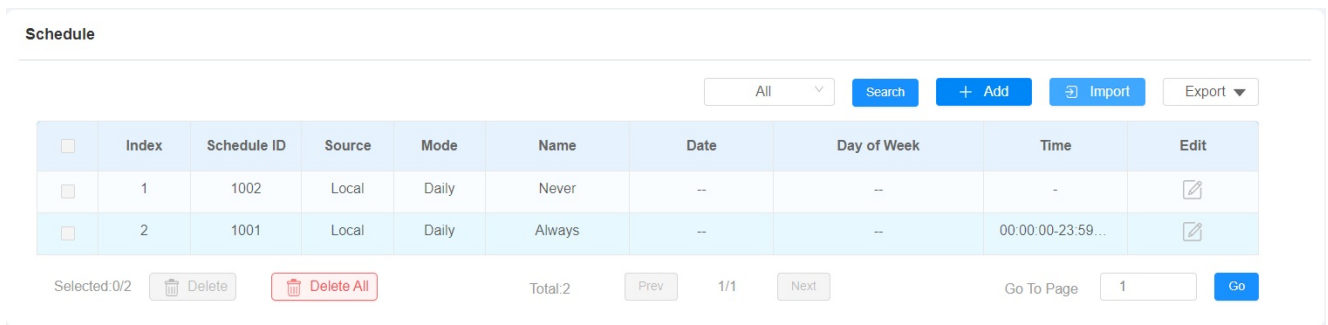 Schedule
All Search + Add Import Export
Index Schedule ID Source Mode Name Date Day of Week Time Edit
1 1002 Local Daily Never -- -- -
2 1001 Local Daily Always -- -- 00:00:00-23:59...
Selected:0/2 Delete Delete All Total:2 Prev 1/1 Next Go To Page 1 Go